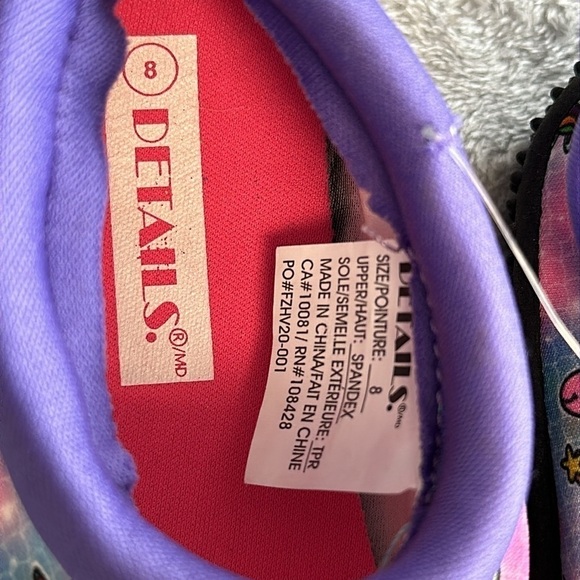 8
DETAILS.®/MD
DETAILS.®/MD
SIZE/POINTURE: 8
UPPER/HAUT: SPANDEX
SOLE/SEMELLE EXTÉRIEURE: TPR
MADE IN CHINA/FAIT EN CHINE
CA#10081/ RN#108428
PO#FZHV20-001